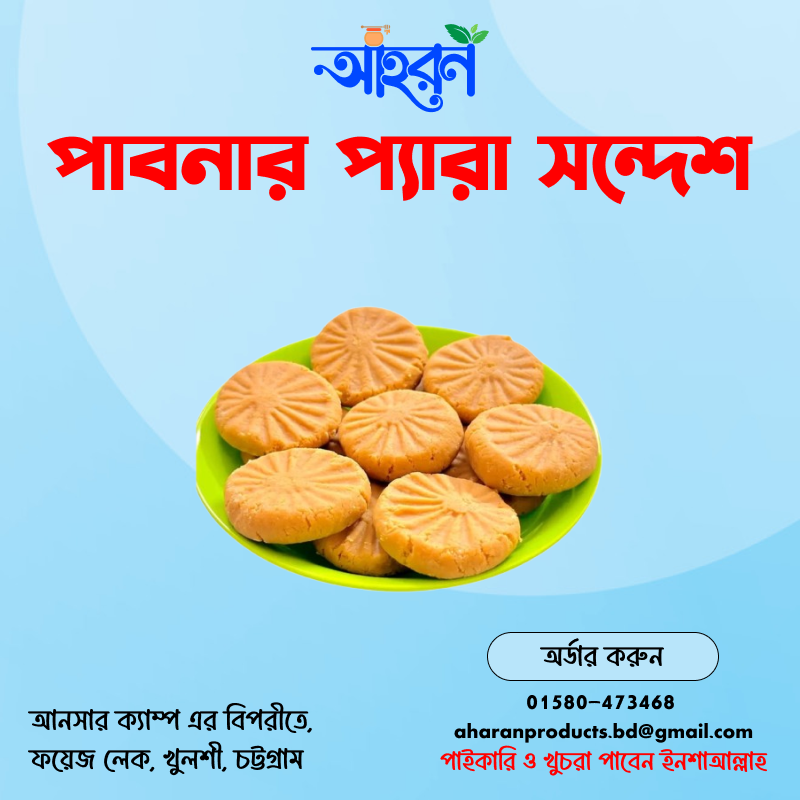 আহরণ
পাবনার প্যারা সন্দেশ
অর্ডার করুন
01580-473468
aharanproducts.bd@gmail.com
পাইকারি ও খুচরা পাবেন ইনশাআল্লাহ
আনসার ক্যাম্প এর বিপরীতে,
ফয়েজ লেক, খুলশী, চট্টগ্রাম